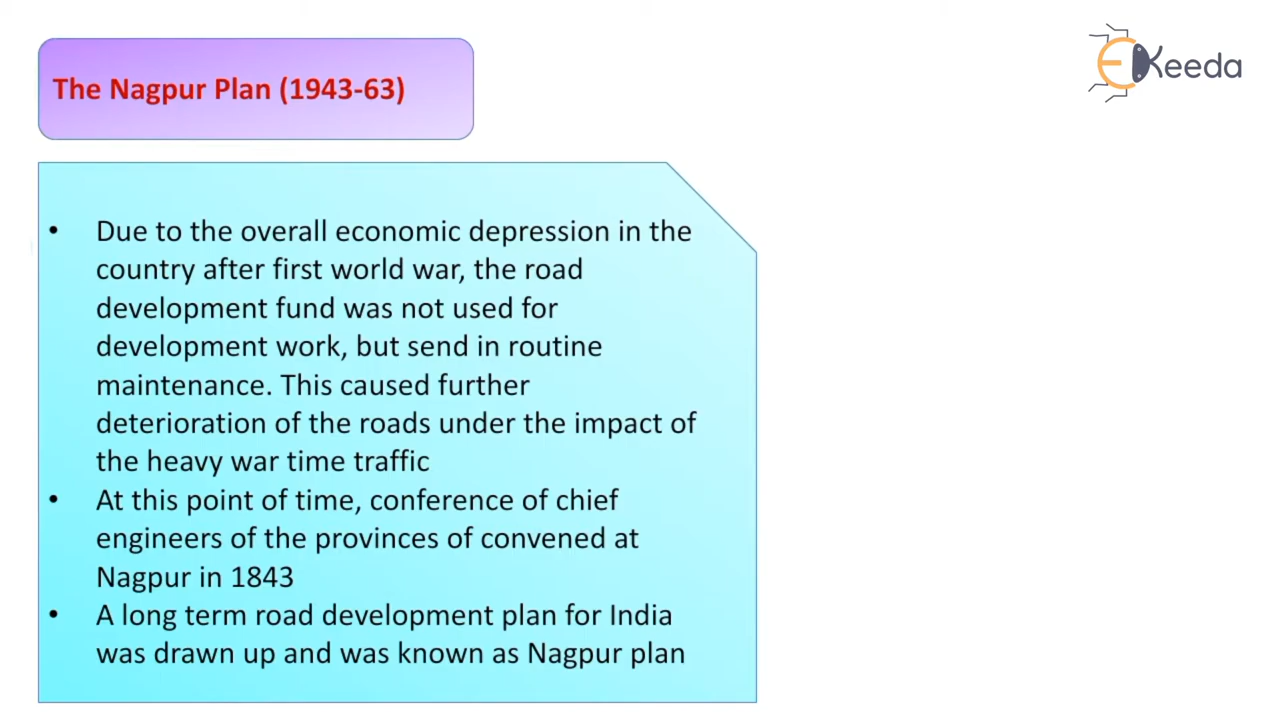 The Nagpur Plan (1943-63)
EKeeda
• Due to the overall economic depression in the
country after first world war, the road
development fund was not used for
development work, but send in routine
maintenance. This caused further
deterioration of the roads under the impact of
the heavy war time traffic
• At this point of time, conference of chief
engineers of the provinces of convened at
Nagpur in 1843
• A long term road development plan for India
was drawn up and was known as Nagpur plan